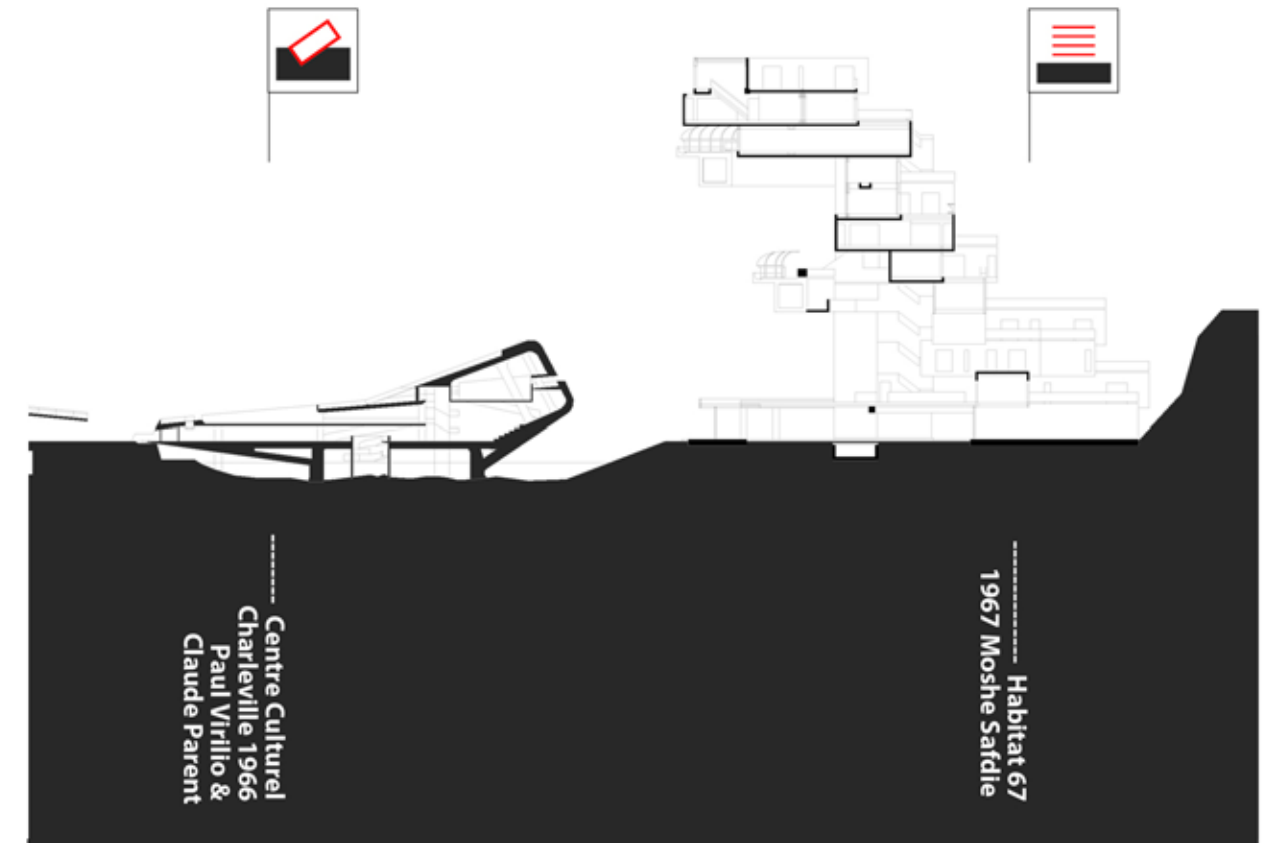 -------- Centre Culturel
Charleville 1966
Paul Virilio &
Claude Parent
------------ Habitat 67
1967 Moshe Safdie